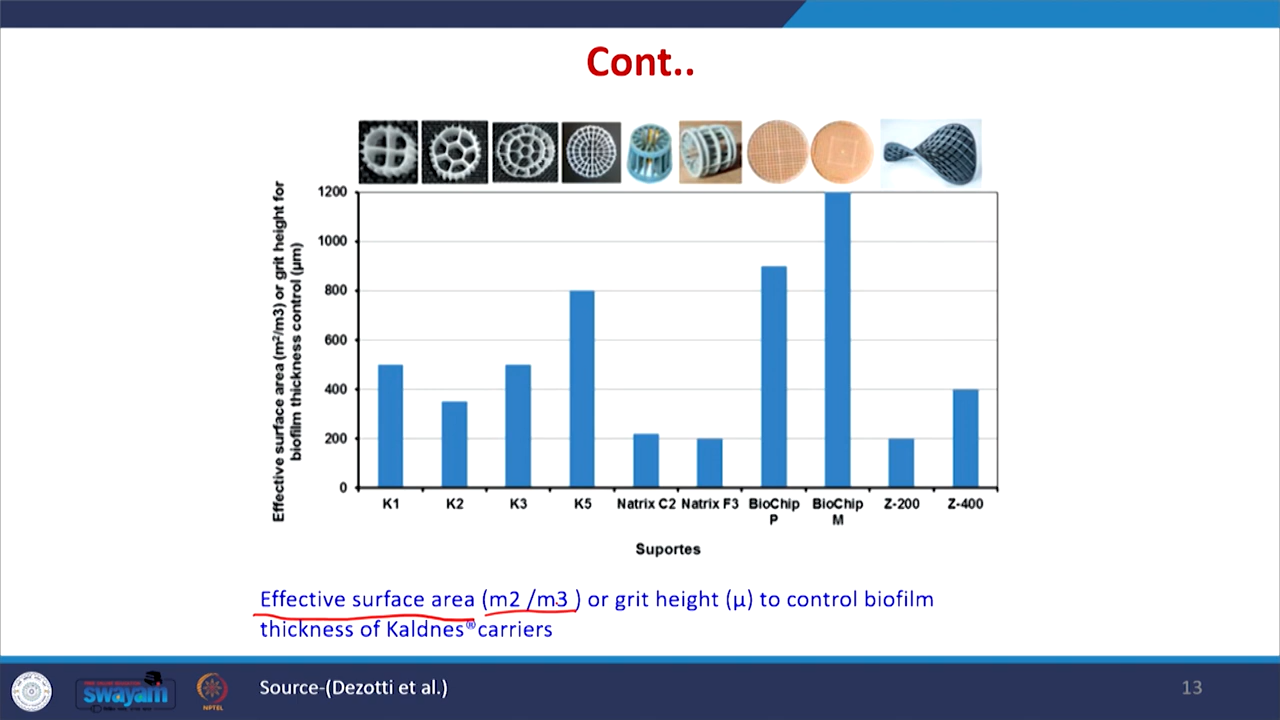 Cont..
Effective surface area (m²/m3) or grit height for
biofilm thickness control (µm)
1200
1000
800
600
400
200
0
K1 K2 K3 K5 Natrix C2 Natrix F3 BioChip P BioChip M Z-200 Z-400
Suportes
Effective surface area (m2 /m3 ) or grit height (µ) to control biofilm
thickness of Kaldnes® carriers
swayam
NPTEL
Source-(Dezotti et al.)
13